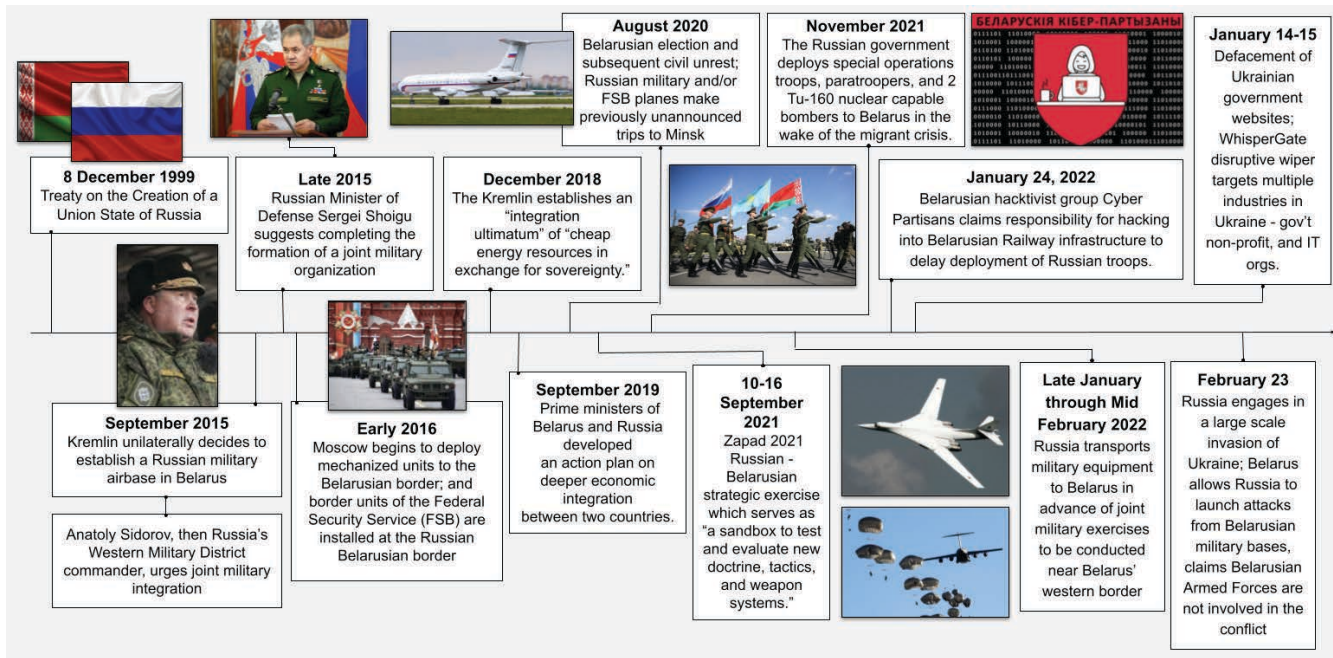 8 December 1999
Treaty on the Creation of a
Union State of Russia
September 2015
Kremlin unilaterally decides to
establish a Russian military
airbase in Belarus
Anatoly Sidorov, then Russia's
Western Military District
commander, urges joint military
integration
Late 2015
Russian Minister of
Defense Sergei Shoigu
suggests completing the
formation of a joint military
organization
Early 2016
Moscow begins to deploy
mechanized units to the
Belarusian border; and
border units of the Federal
Security Service (FSB) are
installed at the Russian
Belarusian border
December 2018
The Kremlin establishes an
“integration
ultimatum” of “cheap
energy resources in
exchange for sovereignty.”
September 2019
Prime ministers of
Belarus and Russia
developed
an action plan on
deeper economic
integration
between two countries.
August 2020
Belarusian election and
subsequent civil unrest;
Russian military and/or
FSB planes make
previously unannounced
trips to Minsk
10-16
September
2021
Zapad 2021
Russian -
Belarusian
strategic exercise
which serves as
“a sandbox to test
and evaluate new
doctrine, tactics,
and weapon
systems.”
November 2021
The Russian government
deploys special operations
troops, paratroopers, and 2
Tu-160 nuclear capable
bombers to Belarus in the
wake of the migrant crisis.
БЕЛАРУСКІЯ КІБЕР-ПАРТЫЗАНЫ
January 24, 2022
Belarusian hacktivist group Cyber
Partisans claims responsibility for hacking
into Belarusian Railway infrastructure to
delay deployment of Russian troops.
January 14-15
Defacement of
Ukrainian
government
websites;
WhisperGate
disruptive wiper
targets multiple
industries in
Ukraine - gov't
non-profit, and IT
orgs.
Late January
through Mid
February 2022
Russia transports
military equipment
to Belarus in
advance of joint
military exercises
to be conducted
near Belarus'
western border
February 23
Russia engages in
a large scale
invasion of
Ukraine; Belarus
allows Russia to
launch attacks
from Belarusian
military bases,
claims Belarusian
Armed Forces are
not involved in the
conflict